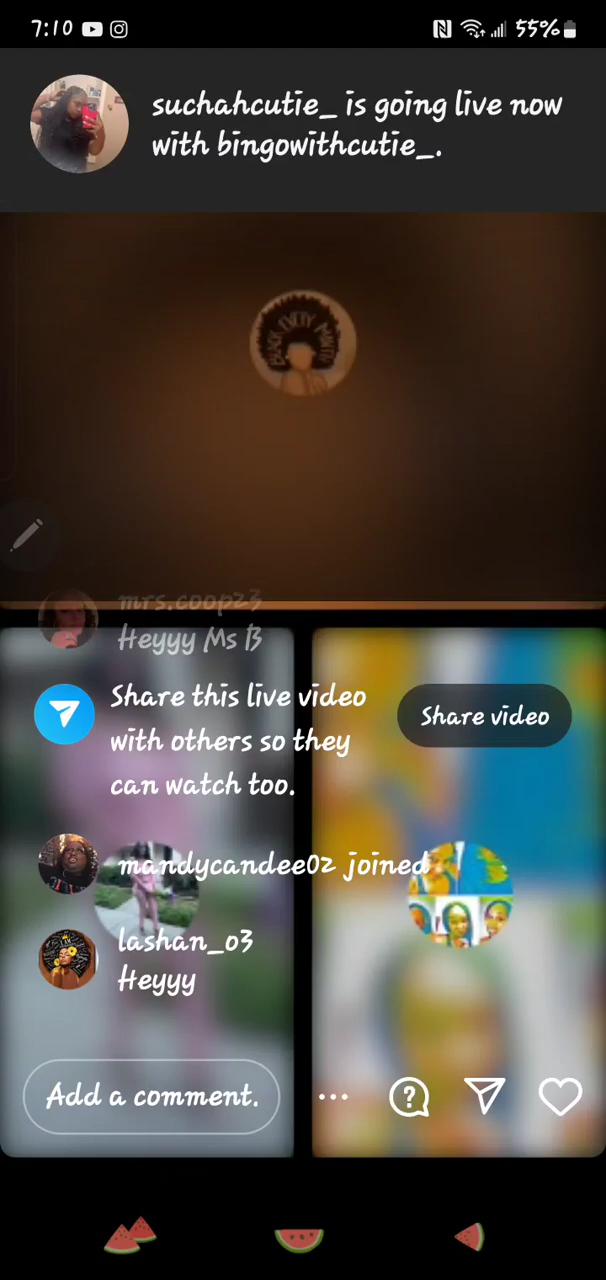 7:10
55%
suchahcutie_ is going live now
with bingowithcutie_.
BLACK
mrs.coop23
Heyyy Ms B
Share this live video
with others so they
can watch too.
Share video
mandycandee02 joined
lashan_03
Heyyy
Add a comment.